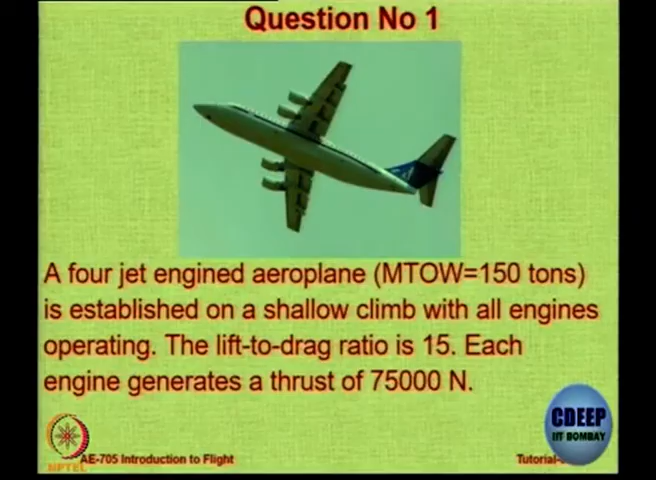 Question No 1
A four jet engined aeroplane (MTOW=150 tons)
is established on a shallow climb with all engines
operating. The lift-to-drag ratio is 15. Each
engine generates a thrust of 75000 N.
CDEEP
IIT BOMBAY
NPTEL
AE-705 Introduction to Flight
Tutorial-